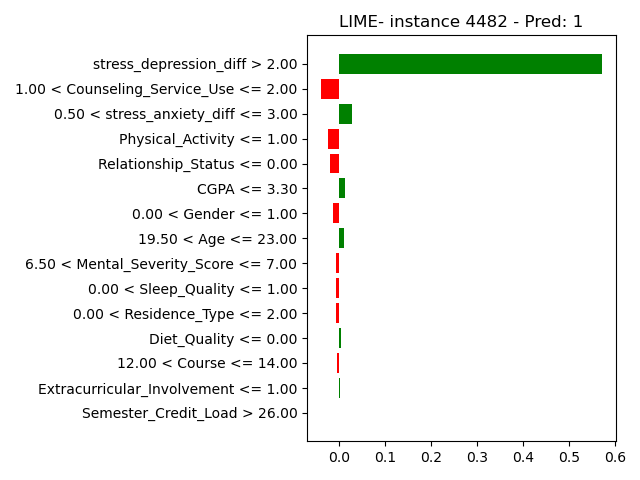 LIME- instance 4482 - Pred: 1
stress_depression_diff > 2.00
1.00 < Counseling_Service_Use <= 2.00
0.50 < stress_anxiety_diff <= 3.00
Physical_Activity <= 1.00
Relationship_Status <= 0.00
CGPA <= 3.30
0.00 < Gender <= 1.00
19.50 < Age <= 23.00
6.50 < Mental_Severity_Score <= 7.00
0.00 < Sleep_Quality <= 1.00
0.00 < Residence_Type <= 2.00
Diet_Quality <= 0.00
12.00 < Course <= 14.00
Extracurricular_Involvement <= 1.00
Semester_Credit_Load > 26.00
0.0 0.1 0.2 0.3 0.4 0.5 0.6